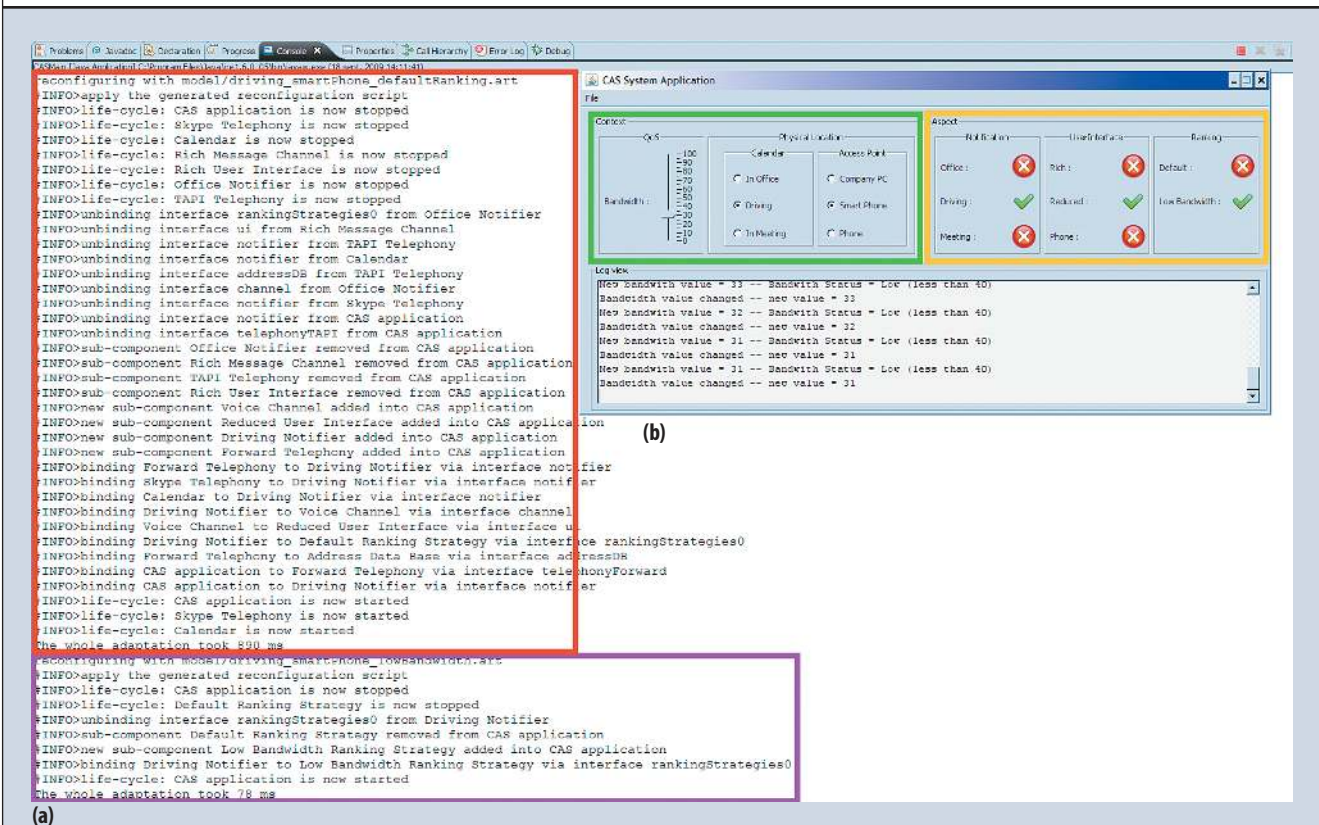 Problems @ Javadoc Declaration Progress Console X Properties Call Hierarchy Error Log Debug
CASMain [Java Application] C:\Program Files\Java\jre1.6.0_05\bin\javaw.exe (18 sept. 2009 14:11:41)
reconfiguring with model/driving_smartPhone_defaultRanking.art
#INFO>apply the generated reconfiguration script
#INFO>life-cycle: CAS application is now stopped
#INFO>life-cycle: Skype Telephony is now stopped
#INFO>life-cycle: Calendar is now stopped
#INFO>life-cycle: Rich Message Channel is now stopped
#INFO>life-cycle: Rich User Interface is now stopped
#INFO>life-cycle: Office Notifier is now stopped
#INFO>life-cycle: TAPI Telephony is now stopped
#INFO>unbinding interface rankingStrategies0 from Office Notifier
#INFO>unbinding interface ui from Rich Message Channel
#INFO>unbinding interface notifier from TAPI Telephony
#INFO>unbinding interface notifier from Calendar
#INFO>unbinding interface addressDB from TAPI Telephony
#INFO>unbinding interface channel from Office Notifier
#INFO>unbinding interface notifier from Skype Telephony
#INFO>unbinding interface notifier from CAS application
#INFO>unbinding interface telephonyTAPI from CAS application
#INFO>sub-component Office Notifier removed from CAS application
#INFO>sub-component Rich Message Channel removed from CAS application
#INFO>sub-component TAPI Telephony removed from CAS application
#INFO>sub-component Rich User Interface removed from CAS application
#INFO>new sub-component Voice Channel added into CAS application
#INFO>new sub-component Reduced User Interface added into CAS application
#INFO>new sub-component Driving Notifier added into CAS application
#INFO>new sub-component Forward Telephony added into CAS application
#INFO>binding Forward Telephony to Driving Notifier via interface notifier
#INFO>binding Skype Telephony to Driving Notifier via interface notifier
#INFO>binding Calendar to Driving Notifier via interface notifier
#INFO>binding Driving Notifier to Voice Channel via interface channel
#INFO>binding Voice Channel to Reduced User Interface via interface ui
#INFO>binding Driving Notifier to Default Ranking Strategy via interface rankingStrategies0
#INFO>binding Forward Telephony to Address Data Base via interface addressDB
#INFO>binding CAS application to Forward Telephony via interface telephonyForward
#INFO>binding CAS application to Driving Notifier via interface notifier
#INFO>life-cycle: CAS application is now started
#INFO>life-cycle: Skype Telephony is now started
#INFO>life-cycle: Calendar is now started
The whole adaptation took 890 ms
reconfiguring with model/driving_smartPhone_lowBandwidth.art
#INFO>apply the generated reconfiguration script
#INFO>life-cycle: CAS application is now stopped
#INFO>life-cycle: Default Ranking Strategy is now stopped
#INFO>unbinding interface rankingStrategies0 from Driving Notifier
#INFO>sub-component Default Ranking Strategy removed from CAS application
#INFO>new sub-component Low Bandwidth Ranking Strategy added into CAS application
#INFO>binding Driving Notifier to Low Bandwidth Ranking Strategy via interface rankingStrategies0
#INFO>life-cycle: CAS application is now started
The whole adaptation took 78 ms
(a)
CAS System Application
File
Context
QoS
Bandwidth :
100
90
80
70
60
50
40
30
20
10
0
Physical Location
Calendar
In Office
Driving
In Meeting
Access Point
Company PC
Smart Phone
Phone
Aspect
Notification
Office :
Driving :
Meeting :
UserInterface
Rich :
Reduced :
Phone :
Ranking
Default :
Low Bandwidth :
Log view
New bandwith value = 33 -- Bandwith Status = Low (less than 40)
Bandwidth value changed -- new value = 33
New bandwith value = 32 -- Bandwith Status = Low (less than 40)
Bandwidth value changed -- new value = 32
New bandwith value = 31 -- Bandwith Status = Low (less than 40)
Bandwidth value changed -- new value = 31
New bandwith value = 31 -- Bandwith Status = Low (less than 40)
Bandwidth value changed -- new value = 31
(b)